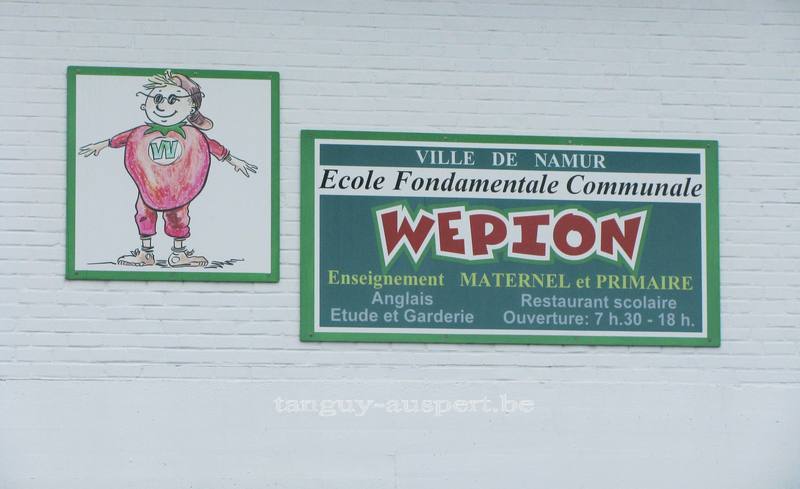 W
VILLE DE NAMUR
Ecole Fondamentale Communale
WEPION
Enseignement MATERNEL et PRIMAIRE
Anglais Restaurant scolaire
Etude et Garderie Ouverture: 7 h.30 - 18 h.
tanguy-auspert.be